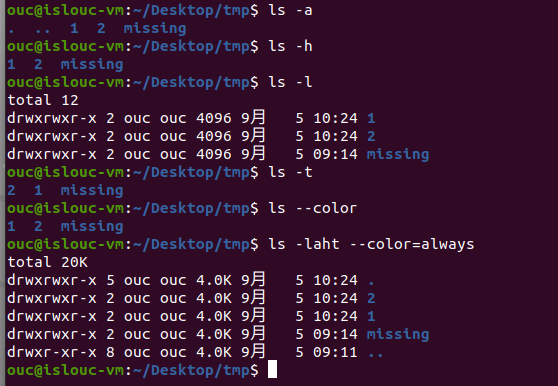 ouc@islouc-vm:~/Desktop/tmp$ ls -a
.  ..  1  2  missing
ouc@islouc-vm:~/Desktop/tmp$ ls -h
1  2  missing
ouc@islouc-vm:~/Desktop/tmp$ ls -l
total 12
drwxrwxr-x 2 ouc ouc 4096 9月   5 10:24 1
drwxrwxr-x 2 ouc ouc 4096 9月   5 10:24 2
drwxrwxr-x 2 ouc ouc 4096 9月   5 09:14 missing
ouc@islouc-vm:~/Desktop/tmp$ ls -t
2  1  missing
ouc@islouc-vm:~/Desktop/tmp$ ls --color
1  2  missing
ouc@islouc-vm:~/Desktop/tmp$ ls -laht --color=always
total 20K
drwxrwxr-x 5 ouc ouc 4.0K 9月   5 10:24 .
drwxrwxr-x 2 ouc ouc 4.0K 9月   5 10:24 2
drwxrwxr-x 2 ouc ouc 4.0K 9月   5 10:24 1
drwxrwxr-x 2 ouc ouc 4.0K 9月   5 09:14 missing
drwxr-xr-x 8 ouc ouc 4.0K 9月   5 09:11 ..
ouc@islouc-vm:~/Desktop/tmp$